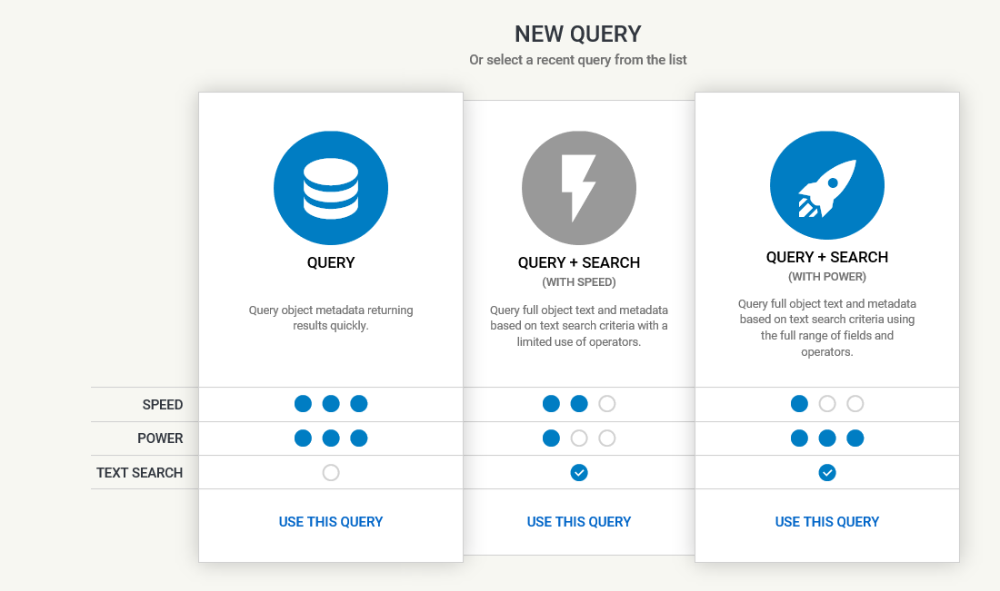 NEW QUERY
Or select a recent query from the list
QUERY
Query object metadata returning
results quickly.
QUERY + SEARCH
(WITH SPEED)
Query full object text and metadata
based on text search criteria with a
limited use of operators.
QUERY + SEARCH
(WITH POWER)
Query full object text and metadata
based on text search criteria using
the full range of fields and
operators.
SPEED
POWER
TEXT SEARCH
USE THIS QUERY
USE THIS QUERY
USE THIS QUERY